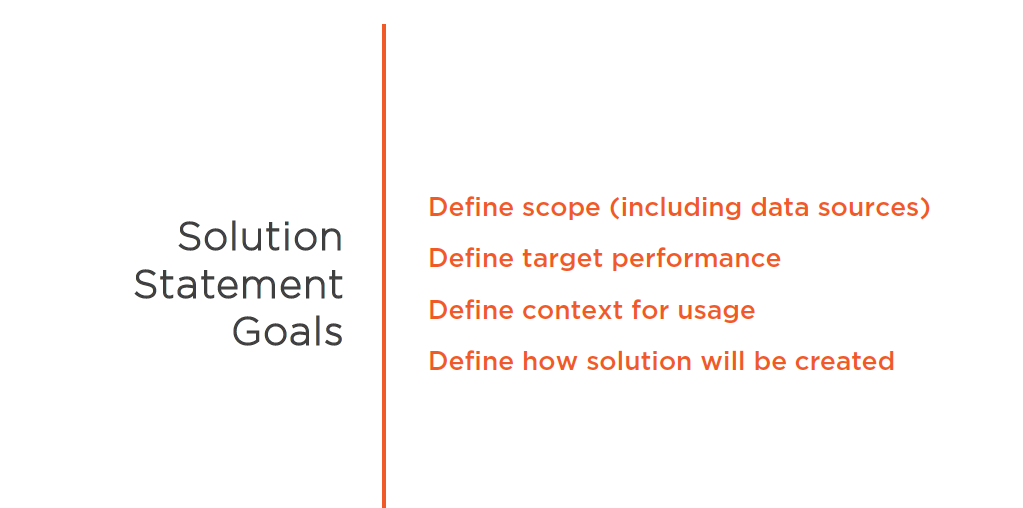 Solution
Statement
Goals
Define scope (including data sources)
Define target performance
Define context for usage
Define how solution will be created